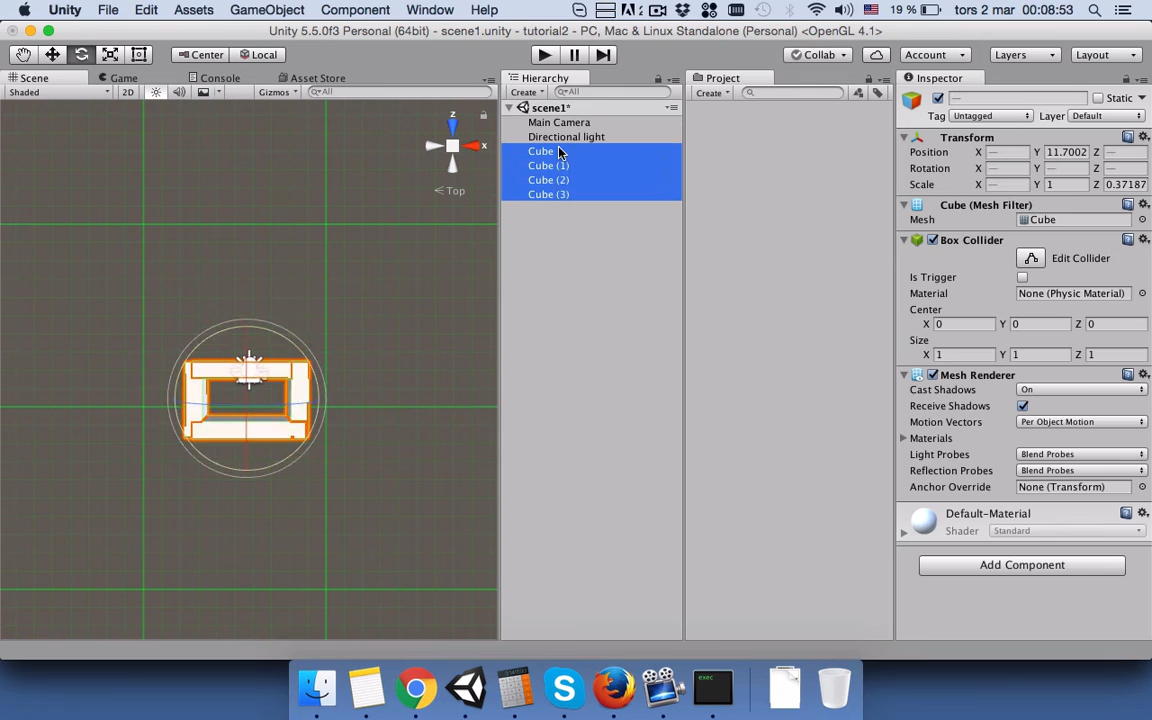 Unity File Edit Assets GameObject Component Window Help 19 % tors 2 mar 00:08:53
Unity 5.5.0f3 Personal (64bit) - scene1.unity - tutorial2 - PC, Mac & Linux Standalone (Personal) <OpenGL 4.1>
Center Local Collab Account Layers Layout
Scene Game Console Asset Store Hierarchy Project Inspector
Shaded 2D Gizmos All Create All Create
scene1*
Main Camera
Directional light
Cube
Cube (1)
Cube (2)
Cube (3)
z
x
Top
— Static
Tag Untagged Layer Default
Transform
Position X — Y 11.7002 Z —
Rotation X — Y — Z —
Scale X — Y 1 Z 0.37187
Cube (Mesh Filter)
Mesh Cube
Box Collider
Edit Collider
Is Trigger
Material None (Physic Material)
Center
X 0 Y 0 Z 0
Size
X 1 Y 1 Z 1
Mesh Renderer
Cast Shadows On
Receive Shadows
Motion Vectors Per Object Motion
Materials
Light Probes Blend Probes
Reflection Probes Blend Probes
Anchor Override None (Transform)
Default-Material
Shader Standard
Add Component
exec